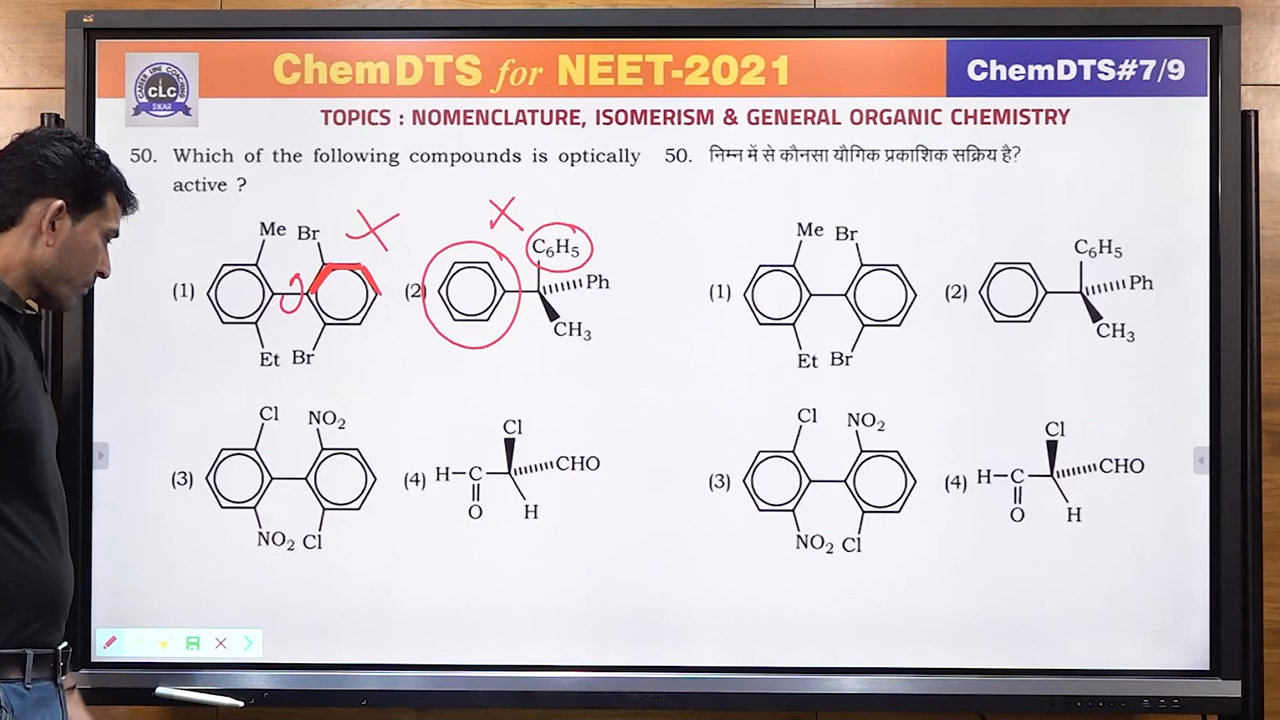 CAREER LINE COACHING
CLC
SIKAR
ChemDTS for NEET-2021
ChemDTS#7/9
TOPICS : NOMENCLATURE, ISOMERISM & GENERAL ORGANIC CHEMISTRY
50. Which of the following compounds is optically
active ?
50. निम्न में से कौनसा यौगिक प्रकाशिक सक्रिय है?
(1)
Me Br
Et Br
(2)
C6H5
Ph
CH3
(1)
Me Br
Et Br
(2)
C6H5
Ph
CH3
(3)
Cl NO2
NO2 Cl
(4)
Cl
H-C CHO
O H
(3)
Cl NO2
NO2 Cl
(4)
Cl
H-C CHO
O H